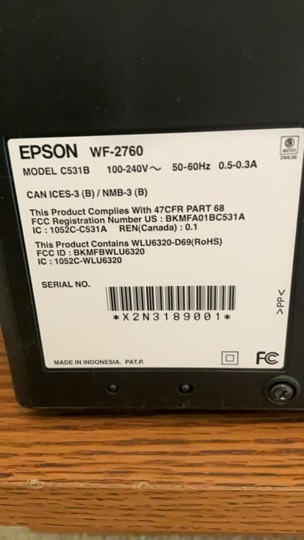 EPSON WF-2760
MODEL C531B 100-240V~ 50-60Hz 0.5-0.3A
CAN ICES-3 (B) / NMB-3 (B)
This Product Complies With 47CFR PART 68
FCC Registration Number US : BKMFA01BC531A
IC : 1052C-C531A REN(Canada) : 0.1
This Product Contains WLU6320-D69(RoHS)
FCC ID : BKMFBWLU6320
IC : 1052C-WLU6320
SERIAL NO.
*X2N3189001*
>PP<
MADE IN INDONESIA. PAT.P.
FC